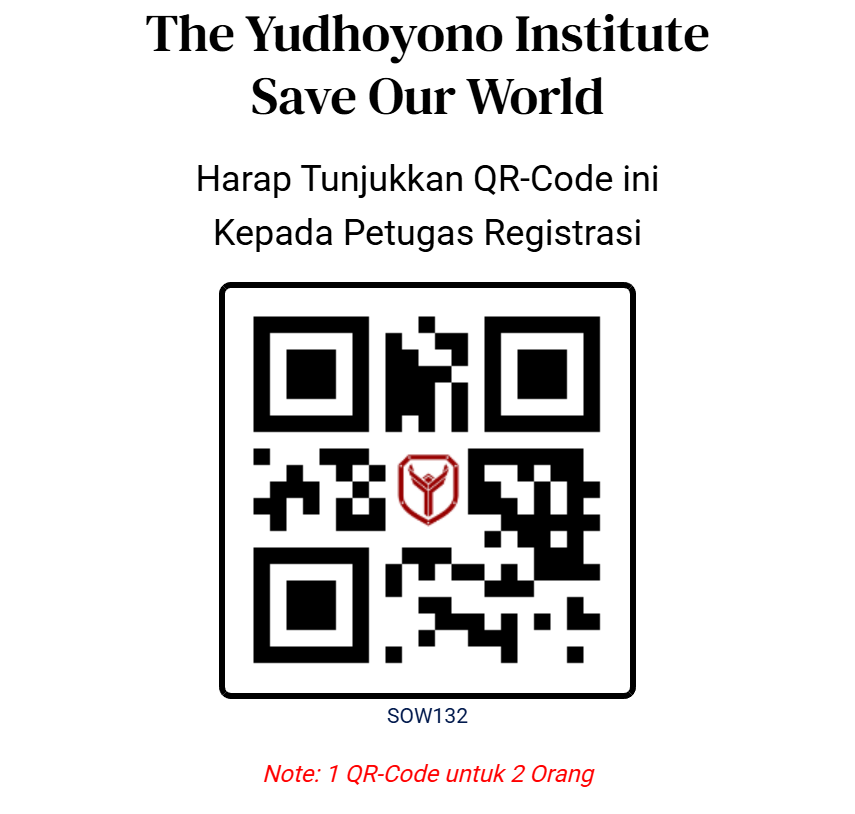 The Yudhoyono Institute
Save Our World
Harap Tunjukkan QR-Code ini
Kepada Petugas Registrasi
SOW132
Note: 1 QR-Code untuk 2 Orang